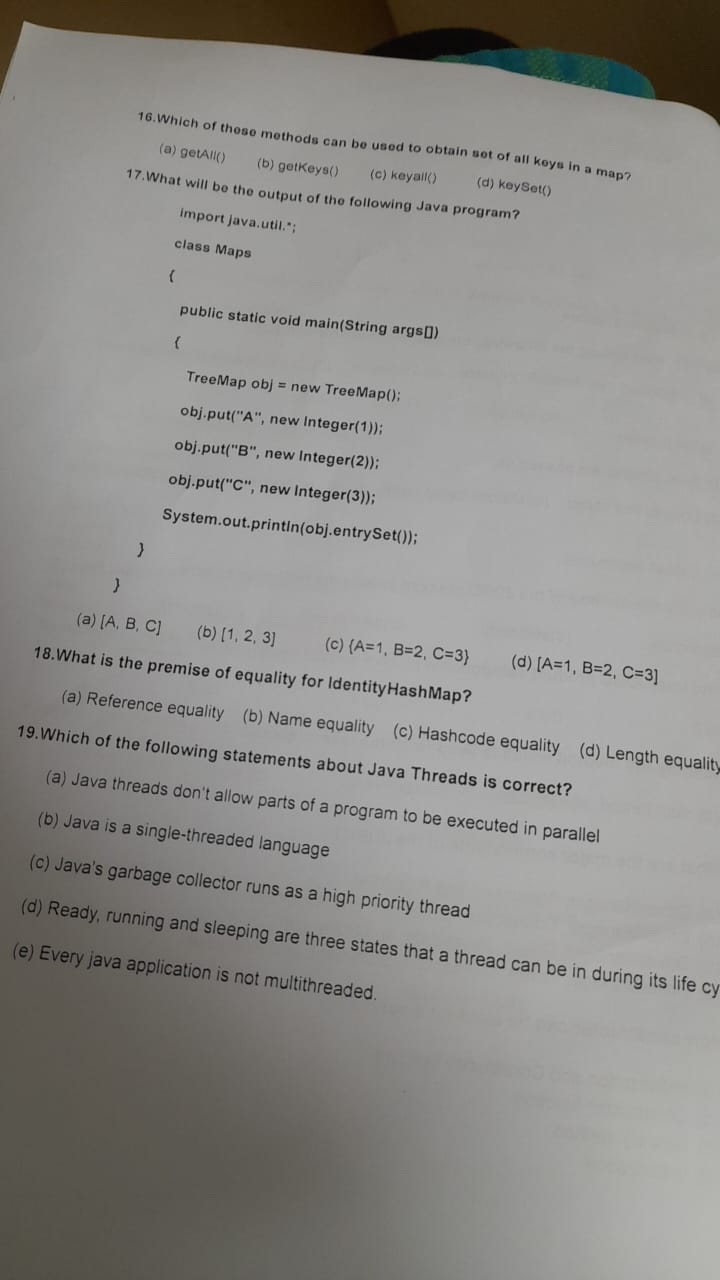 16.Which of these methods can be used to obtain set of all keys in a map?
(a) getAll() (b) getKeys() (c) keyall() (d) keySet()
17.What will be the output of the following Java program?
import java.util.*;
class Maps
{
public static void main(String args[])
{
TreeMap obj = new TreeMap();
obj.put("A", new Integer(1));
obj.put("B", new Integer(2));
obj.put("C", new Integer(3));
System.out.println(obj.entrySet());
}
}
(a) [A, B, C] (b) [1, 2, 3] (c) {A=1, B=2, C=3} (d) [A=1, B=2, C=3]
18.What is the premise of equality for IdentityHashMap?
(a) Reference equality (b) Name equality (c) Hashcode equality (d) Length equality
19.Which of the following statements about Java Threads is correct?
(a) Java threads don't allow parts of a program to be executed in parallel
(b) Java is a single-threaded language
(c) Java's garbage collector runs as a high priority thread
(d) Ready, running and sleeping are three states that a thread can be in during its life cy
(e) Every java application is not multithreaded.